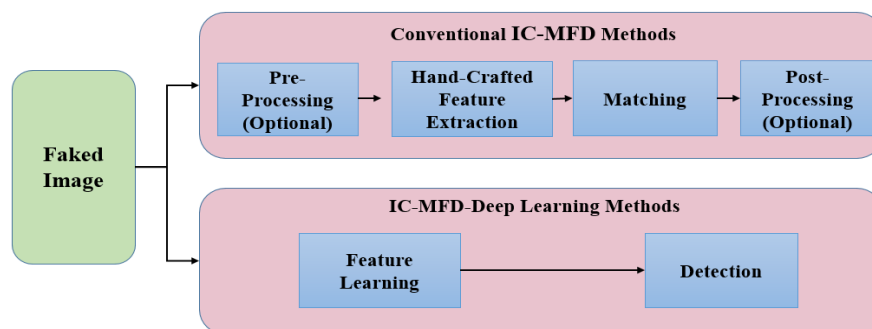 Conventional IC-MFD Methods
Pre-
Processing
(Optional)
Hand-Crafted
Feature
Extraction
Matching
Post-
Processing
(Optional)
Faked
Image
IC-MFD-Deep Learning Methods
Feature
Learning
Detection